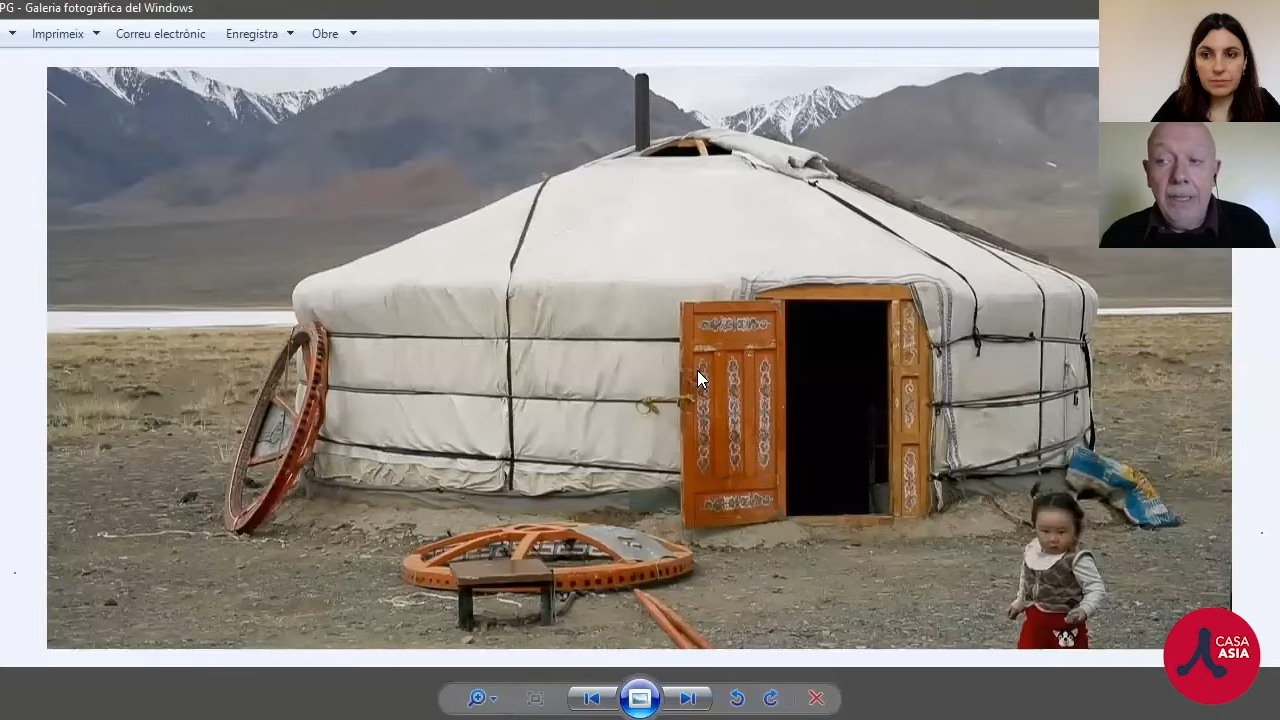 PG - Galeria fotogràfica del Windows
Imprimeix
Correu electrònic
Enregistra
Obre
CASA
ASIA